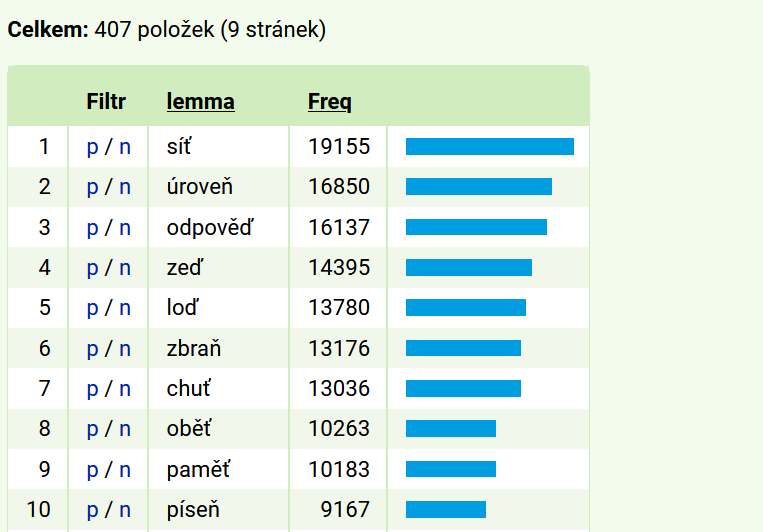 Celkem: 407 položek (9 stránek)
Filtr lemma Freq
1 p / n síť 19155
2 p / n úroveň 16850
3 p / n odpověď 16137
4 p / n zeď 14395
5 p / n loď 13780
6 p / n zbraň 13176
7 p / n chuť 13036
8 p / n oběť 10263
9 p / n paměť 10183
10 p / n píseň 9167